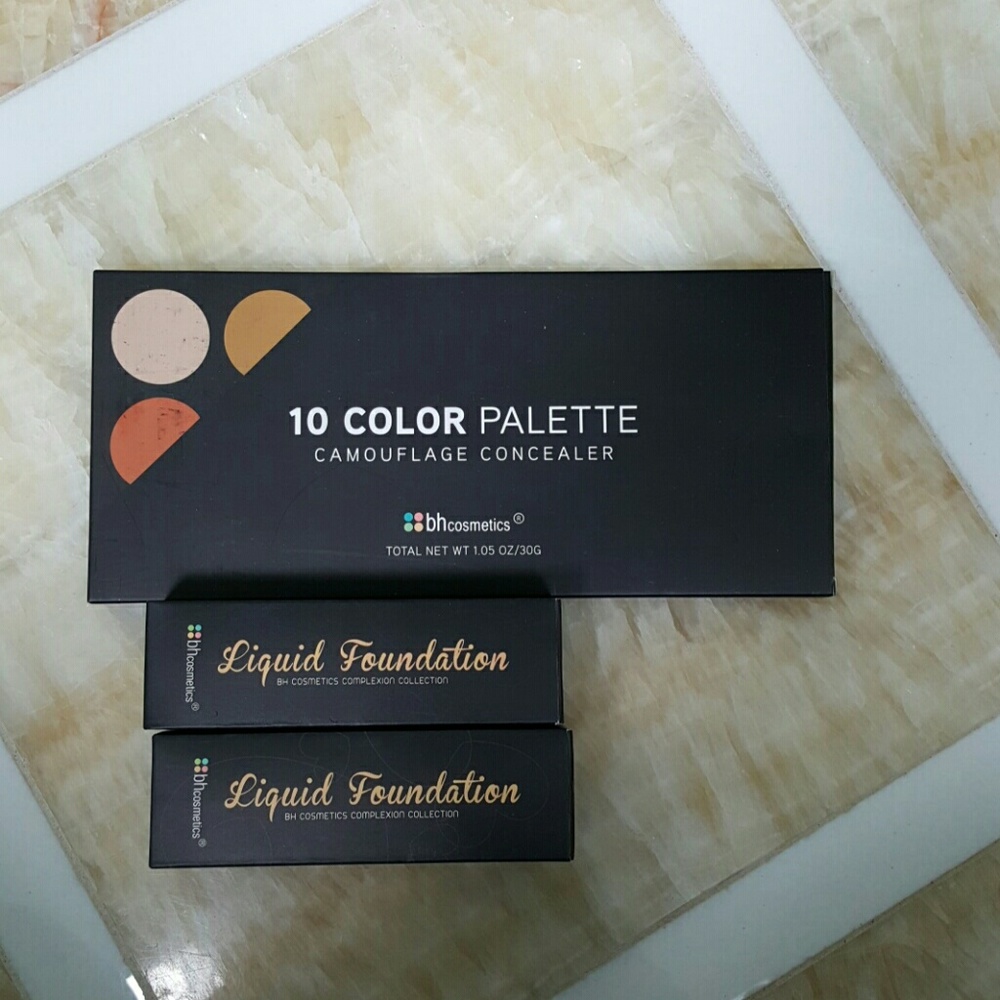 10 COLOR PALETTE
CAMOUFLAGE CONCEALER
bhcosmetics®
TOTAL NET WT 1.05 OZ/30G
bhcosmetics®
Liquid Foundation
BH COSMETICS COMPLEXION COLLECTION
bhcosmetics®
Liquid Foundation
BH COSMETICS COMPLEXION COLLECTION